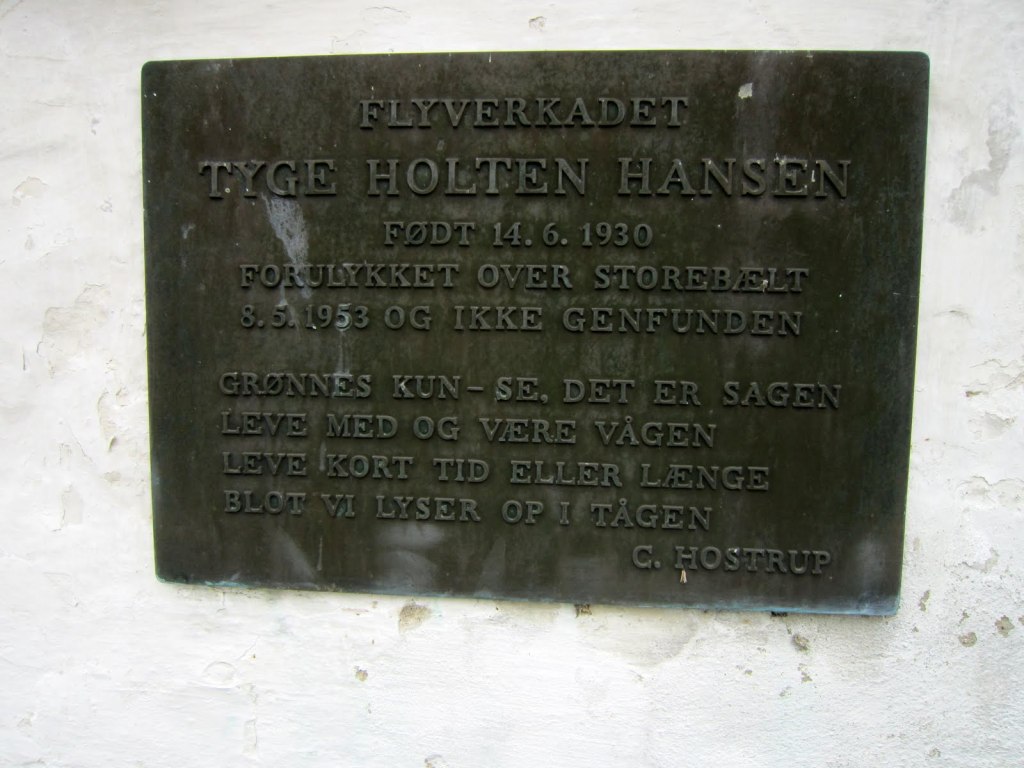 FLYVERKADET
TYGE HOLTEN HANSEN
FØDT 14. 6. 1930
FORULYKKET OVER STOREBÆLT
8. 5. 1953 OG IKKE GENFUNDEN
GRØNNES KUN – SE, DET ER SAGEN
LEVE MED OG VÆRE VÅGEN
LEVE KORT TID ELLER LÆNGE
BLOT VI LYSER OP I TÅGEN
C. HOSTRUP